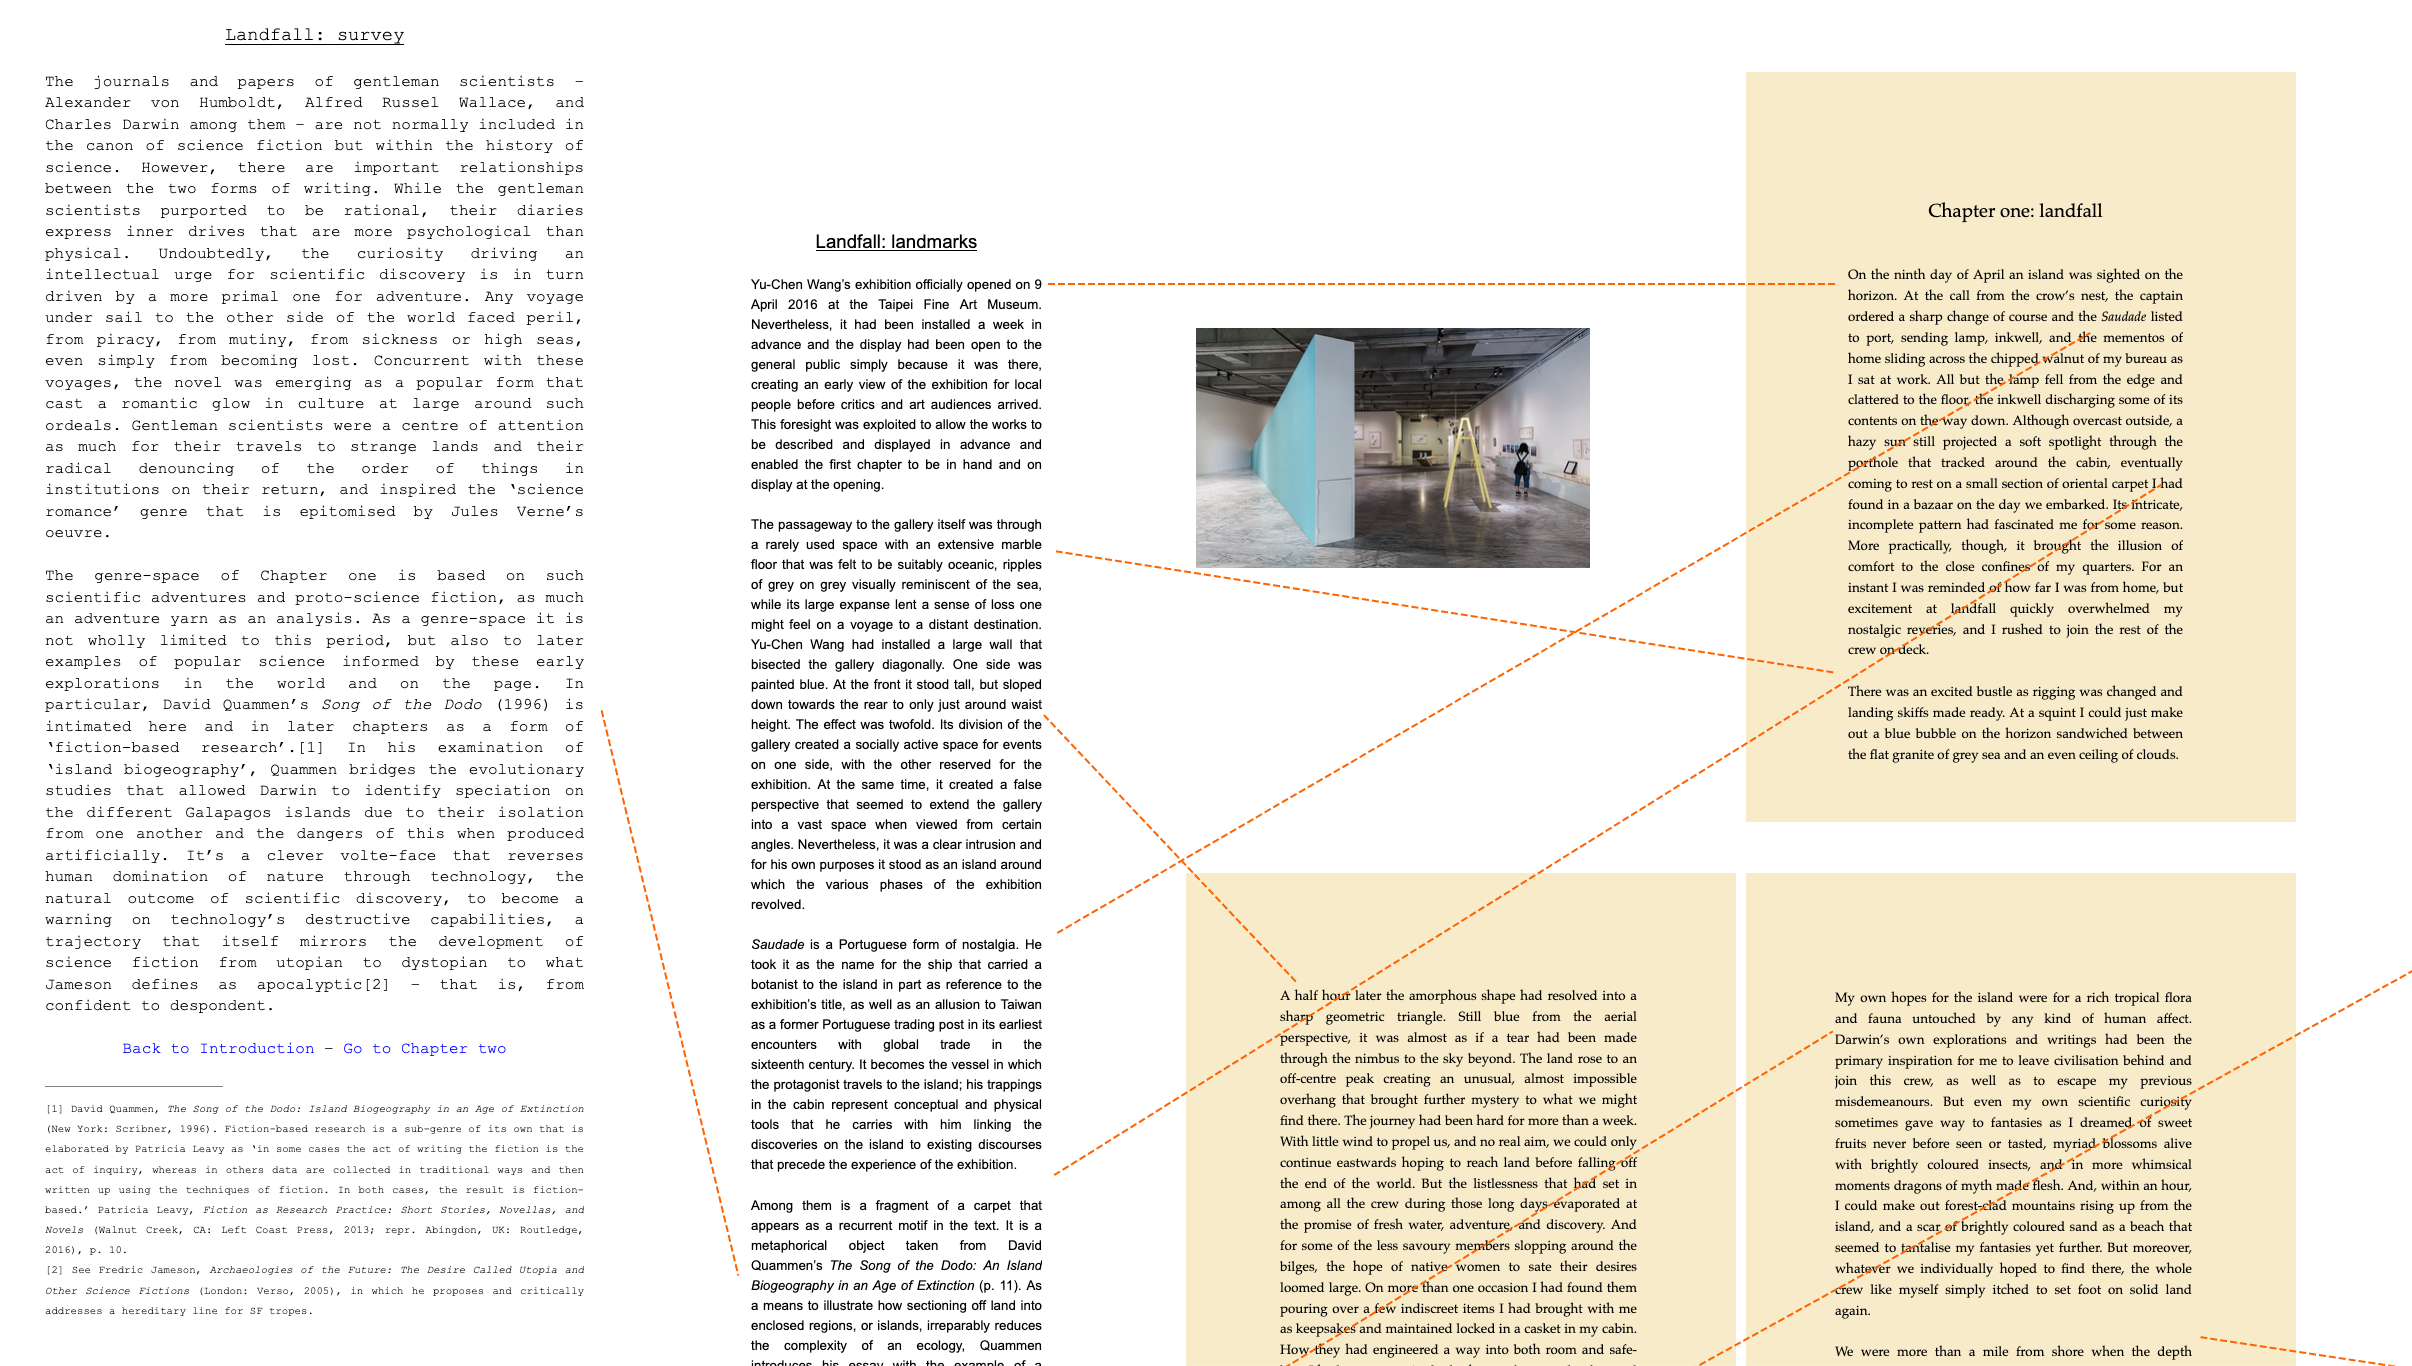 Landfall: survey
The journals and papers of gentleman scientists –
Alexander von Humboldt, Alfred Russel Wallace, and
Charles Darwin among them – are not normally included in
the canon of science fiction but within the history of
science. However, there are important relationships
between the two forms of writing. While the gentleman
scientists purported to be rational, their diaries
express inner drives that are more psychological than
physical. Undoubtedly, the curiosity driving an
intellectual urge for scientific discovery is in turn
driven by a more primal one for adventure. Any voyage
under sail to the other side of the world faced peril,
from piracy, from mutiny, from sickness or high seas,
even simply from becoming lost. Concurrent with these
voyages, the novel was emerging as a popular form that
cast a romantic glow in culture at large around such
ordeals. Gentleman scientists were a centre of attention
as much for their travels to strange lands and their
radical denouncing of the order of things in
institutions on their return, and inspired the ‘science
romance’ genre that is epitomised by Jules Verne’s
oeuvre.
The genre-space of Chapter one is based on such
scientific adventures and proto-science fiction, as much
an adventure yarn as an analysis. As a genre-space it is
not wholly limited to this period, but also to later
examples of popular science informed by these early
explorations in the world and on the page. In
particular, David Quammen’s Song of the Dodo (1996) is
intimated here and in later chapters as a form of
‘fiction-based research’.[1] In his examination of
‘island biogeography’, Quammen bridges the evolutionary
studies that allowed Darwin to identify speciation on
the different Galapagos islands due to their isolation
from one another and the dangers of this when produced
artificially. It’s a clever volte-face that reverses
human domination of nature through technology, the
natural outcome of scientific discovery, to become a
warning on technology’s destructive capabilities, a
trajectory that itself mirrors the development of
science fiction from utopian to dystopian to what
Jameson defines as apocalyptic[2] – that is, from
confident to despondent.
Back to Introduction – Go to Chapter two
[1] David Quammen, The Song of the Dodo: Island Biogeography in an Age of Extinction
(New York: Scribner, 1996). Fiction-based research is a sub-genre of its own that is
elaborated by Patricia Leavy as ‘in some cases the act of writing the fiction is the
act of inquiry, whereas in others data are collected in traditional ways and then
written up using the techniques of fiction. In both cases, the result is fiction-
based.’ Patricia Leavy, Fiction as Research Practice: Short Stories, Novellas, and
Novels (Walnut Creek, CA: Left Coast Press, 2013; repr. Abingdon, UK: Routledge,
2016), p. 10.
[2] See Fredric Jameson, Archaeologies of the Future: The Desire Called Utopia and
Other Science Fictions (London: Verso, 2005), in which he proposes and critically
addresses a hereditary line for SF tropes.
Landfall: landmarks
Yu-Chen Wang’s exhibition officially opened on 9
April 2016 at the Taipei Fine Art Museum.
Nevertheless, it had been installed a week in
advance and the display had been open to the
general public simply because it was there,
creating an early view of the exhibition for local
people before critics and art audiences arrived.
This foresight was exploited to allow the works to
be described and displayed in advance and
enabled the first chapter to be in hand and on
display at the opening.
The passageway to the gallery itself was through
a rarely used space with an extensive marble
floor that was felt to be suitably oceanic, ripples
of grey on grey visually reminiscent of the sea,
while its large expanse lent a sense of loss one
might feel on a voyage to a distant destination.
Yu-Chen Wang had installed a large wall that
bisected the gallery diagonally. One side was
painted blue. At the front it stood tall, but sloped
down towards the rear to only just around waist
height. The effect was twofold. Its division of the
gallery created a socially active space for events
on one side, with the other reserved for the
exhibition. At the same time, it created a false
perspective that seemed to extend the gallery
into a vast space when viewed from certain
angles. Nevertheless, it was a clear intrusion and
for his own purposes it stood as an island around
which the various phases of the exhibition
revolved.
Saudade is a Portuguese form of nostalgia. He
took it as the name for the ship that carried a
botanist to the island in part as reference to the
exhibition’s title, as well as an allusion to Taiwan
as a former Portuguese trading post in its earliest
encounters with global trade in the
sixteenth century. It becomes the vessel in which
the protagonist travels to the island; his trappings
in the cabin represent conceptual and physical
tools that he carries with him linking the
discoveries on the island to existing discourses
that precede the experience of the exhibition.
Among them is a fragment of a carpet that
appears as a recurrent motif in the text. It is a
metaphorical object taken from David
Quammen’s The Song of the Dodo: An Island
Biogeography in an Age of Extinction (p. 11). As
a means to illustrate how sectioning off land into
enclosed regions, or islands, irreparably reduces
the complexity of an ecology, Quammen
introduces his essay with the example of a
Chapter one: landfall
On the ninth day of April an island was sighted on the
horizon. At the call from the crow’s nest, the captain
ordered a sharp change of course and the Saudade listed
to port, sending lamp, inkwell, and the mementos of
home sliding across the chipped walnut of my bureau as
I sat at work. All but the lamp fell from the edge and
clattered to the floor, the inkwell discharging some of its
contents on the way down. Although overcast outside, a
hazy sun still projected a soft spotlight through the
porthole that tracked around the cabin, eventually
coming to rest on a small section of oriental carpet I had
found in a bazaar on the day we embarked. Its intricate,
incomplete pattern had fascinated me for some reason.
More practically, though, it brought the illusion of
comfort to the close confines of my quarters. For an
instant I was reminded of how far I was from home, but
excitement at landfall quickly overwhelmed my
nostalgic reveries, and I rushed to join the rest of the
crew on deck.
There was an excited bustle as rigging was changed and
landing skiffs made ready. At a squint I could just make
out a blue bubble on the horizon sandwiched between
the flat granite of grey sea and an even ceiling of clouds.
A half hour later the amorphous shape had resolved into a
sharp geometric triangle. Still blue from the aerial
perspective, it was almost as if a tear had been made
through the nimbus to the sky beyond. The land rose to an
off-centre peak creating an unusual, almost impossible
overhang that brought further mystery to what we might
find there. The journey had been hard for more than a week.
With little wind to propel us, and no real aim, we could only
continue eastwards hoping to reach land before falling off
the end of the world. But the listlessness that had set in
among all the crew during those long days evaporated at
the promise of fresh water, adventure, and discovery. And
for some of the less savoury members slopping around the
bilges, the hope of native women to sate their desires
loomed large. On more than one occasion I had found them
pouring over a few indiscreet items I had brought with me
as keepsakes and maintained locked in a casket in my cabin.
How they had engineered a way into both room and safe-
My own hopes for the island were for a rich tropical flora
and fauna untouched by any kind of human affect.
Darwin’s own explorations and writings had been the
primary inspiration for me to leave civilisation behind and
join this crew, as well as to escape my previous
misdemeanours. But even my own scientific curiosity
sometimes gave way to fantasies as I dreamed of sweet
fruits never before seen or tasted, myriad blossoms alive
with brightly coloured insects, and in more whimsical
moments dragons of myth made flesh. And, within an hour,
I could make out forest-clad mountains rising up from the
island, and a scar of brightly coloured sand as a beach that
seemed to tantalise my fantasies yet further. But moreover,
whatever we individually hoped to find there, the whole
crew like myself simply itched to set foot on solid land
again.
We were more than a mile from shore when the depth